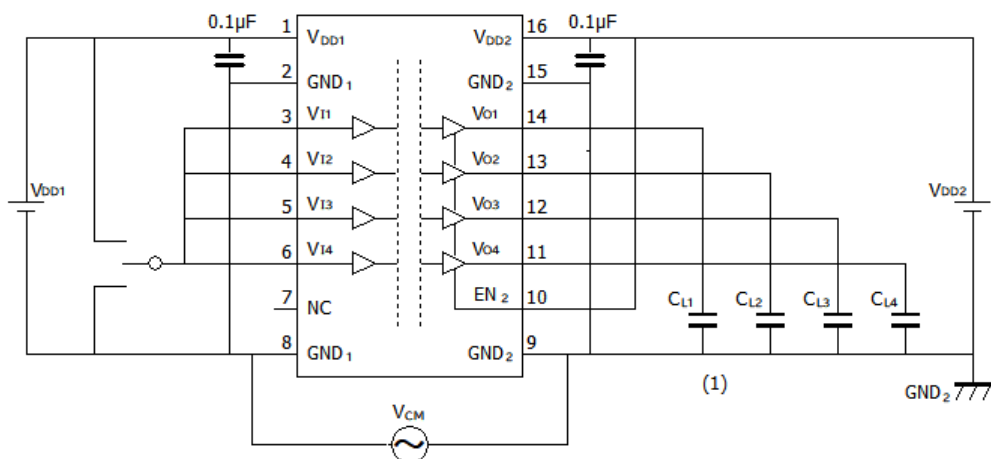 0.1µF
0.1µF
1 VDD1 VDD2 16
2 GND1 GND2 15
3 VI1 VO1 14
4 VI2 VO2 13
VDD1
VDD2
5 VI3 VO3 12
6 VI4 VO4 11
7 NC EN2 10
CL1 CL2 CL3 CL4
8 GND1 GND2 9
(1)
GND2
VCM